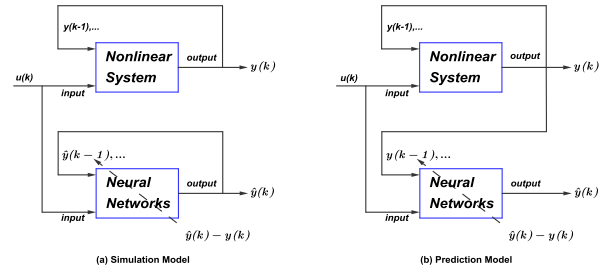 y(k-1),...
Nonlinear
System
output
y(k)
u(k)
input
ŷ(k − 1), ...
Neural
Networks
output
ŷ(k)
input
ŷ(k) − y(k)
(a) Simulation Model
y(k-1),...
Nonlinear
System
output
y(k)
u(k)
input
y(k − 1), ...
Neural
Networks
output
ŷ(k)
input
ŷ(k) − y(k)
(b) Prediction Model